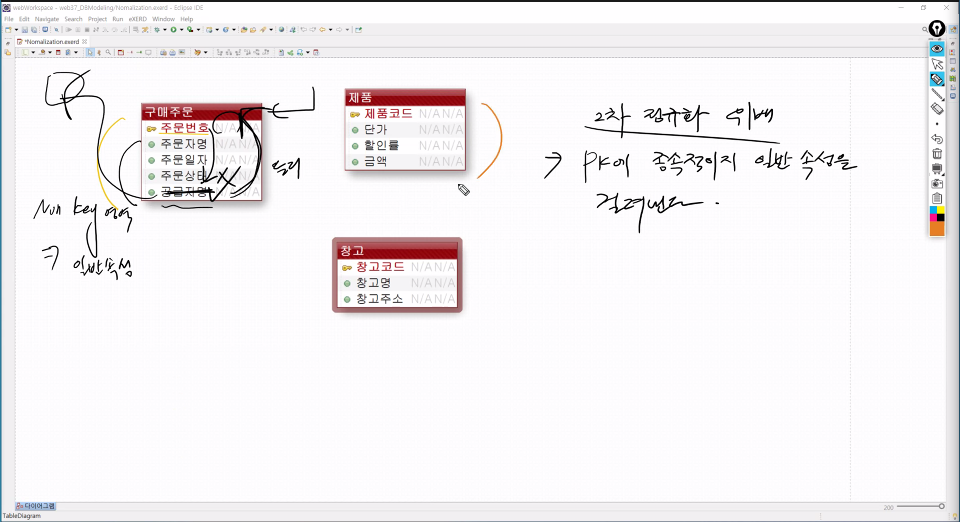 webWorkspace - web37_DBModeling/Nomalization.exerd - Eclipse IDE
File Edit Navigate Search Project Run eXERD Window Help
*Nomalization.exerd
구매주문
주문번호 N/A N/A
주문자명 N/A
주문일자 N/A
주문상태
공급자명
제품
제품코드 N/A N/A
단가 N/A N/A
할인률 N/A N/A
금액 N/A N/A
창고
창고코드 N/A N/A
창고명 N/A N/A
창고주소 N/A N/A
Non key 영역
⇒ 일반속성
분리
2차 정규화 위배
→ PK에 종속적이지 일반 속성을
걸러낸다.
다이어그램
TableDiagram
200